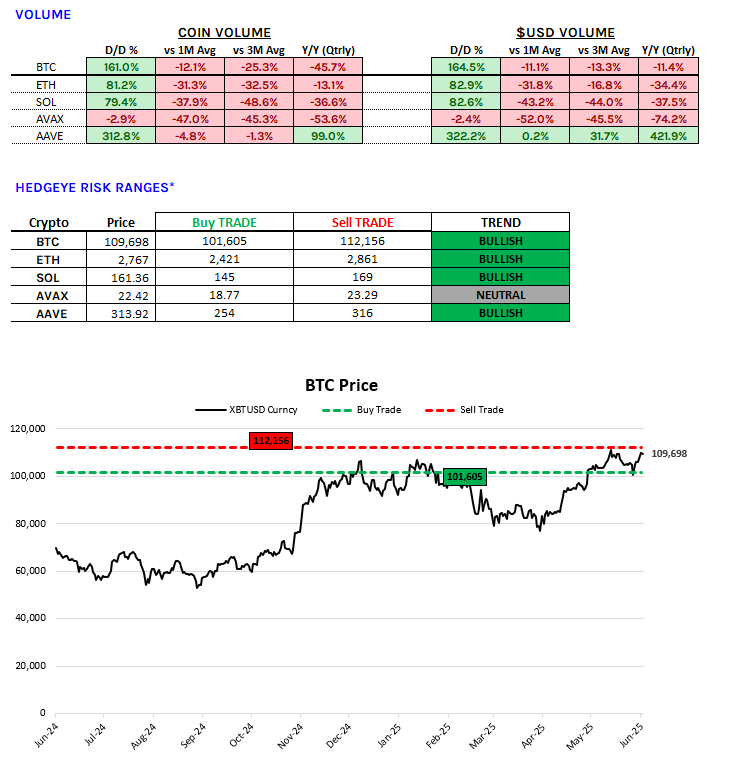 VOLUME
COIN VOLUME $USD VOLUME
D/D % vs 1M Avg vs 3M Avg Y/Y (Qtrly) D/D % vs 1M Avg vs 3M Avg Y/Y (Qtrly)
BTC 161.0% -12.1% -25.3% -45.7% 164.5% -11.1% -13.3% -11.4%
ETH 81.2% -31.3% -32.5% -13.1% 82.9% -31.8% -16.8% -34.4%
SOL 79.4% -37.9% -48.6% -36.6% 82.6% -43.2% -44.0% -37.5%
AVAX -2.9% -47.0% -45.3% -53.6% -2.4% -52.0% -45.5% -74.2%
AAVE 312.8% -4.8% -1.3% 99.0% 322.2% 0.2% 31.7% 421.9%
HEDGEYE RISK RANGES*
Crypto Price Buy TRADE Sell TRADE TREND
BTC 109,698 101,605 112,156 BULLISH
ETH 2,767 2,421 2,861 BULLISH
SOL 161.36 145 169 BULLISH
AVAX 22.42 18.77 23.29 NEUTRAL
AAVE 313.92 254 316 BULLISH
BTC Price
XBTUSD Curncy Buy Trade Sell Trade
120,000
112,156
109,698
100,000
101,605
80,000
60,000
40,000
20,000
0
Jun-24 Jul-24 Aug-24 Sep-24 Oct-24 Nov-24 Dec-24 Jan-25 Feb-25 Mar-25 Apr-25 May-25 Jun-25